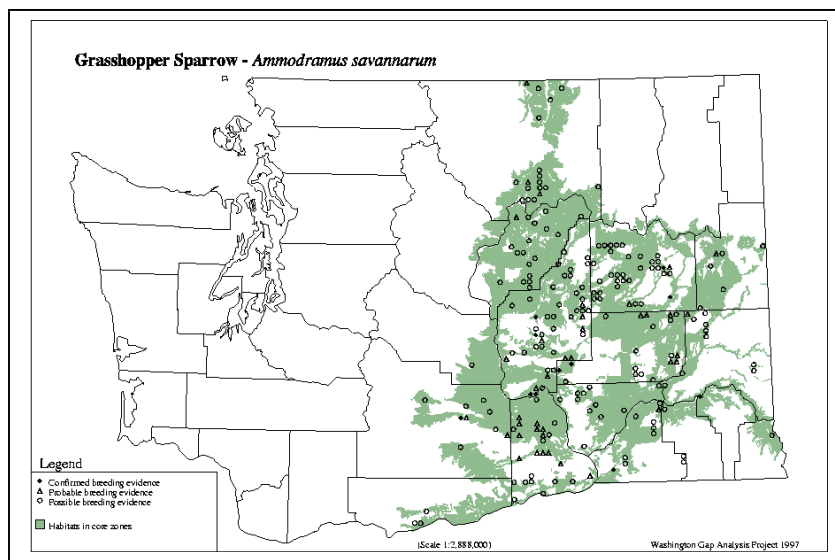 Grasshopper Sparrow - Ammodramus savannarum
Legend
Confirmed breeding evidence
Probable breeding evidence
Possible breeding evidence
Habitats in core zones
(Scale 1:2,888,000)
Washington Gap Analysis Project 1997